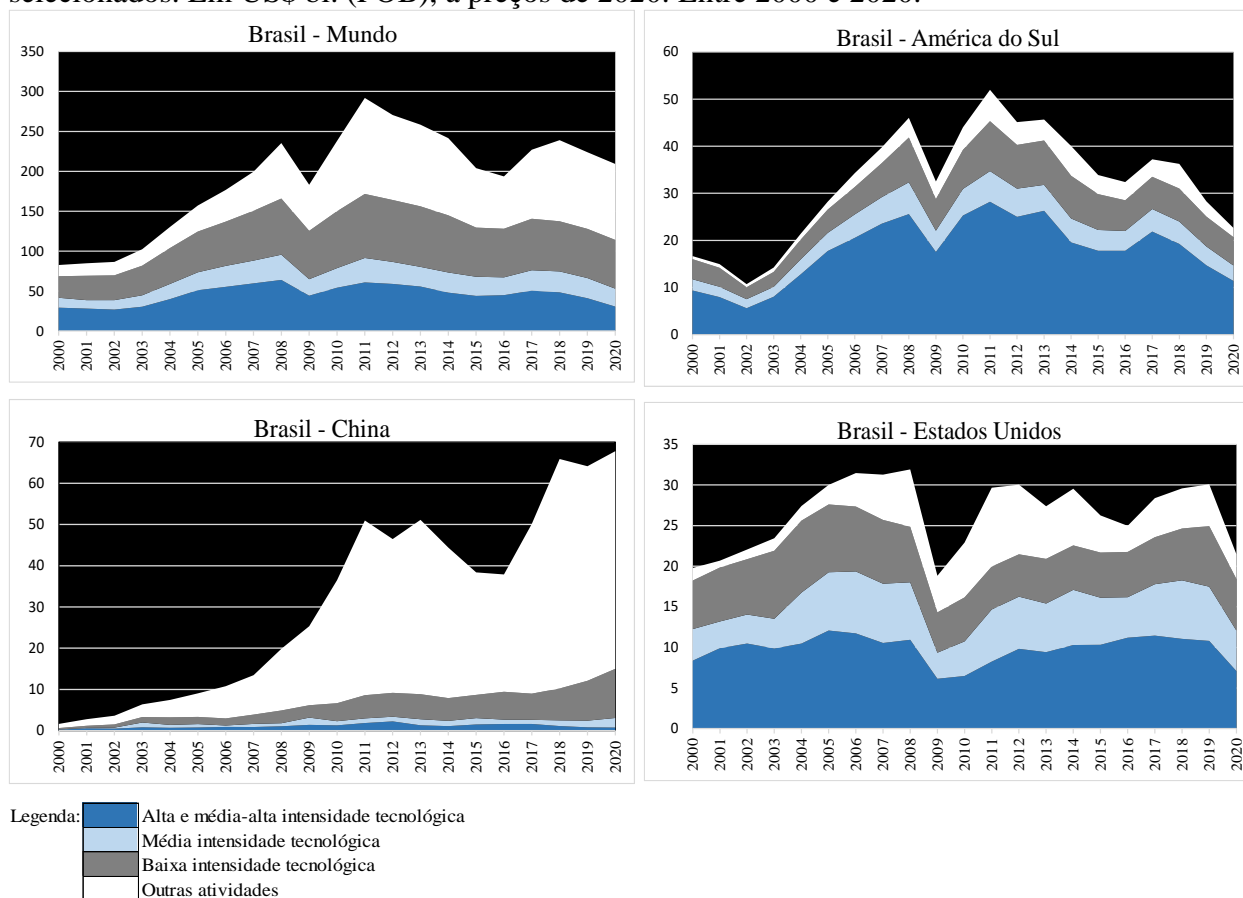 selecionados. Em US$ bi. (FOB), a preços de 2020. Entre 2000 e 2020.
Brasil - Mundo
350
300
250
200
150
100
50
0
2000 2001 2002 2003 2004 2005 2006 2007 2008 2009 2010 2011 2012 2013 2014 2015 2016 2017 2018 2019 2020
Brasil - América do Sul
60
50
40
30
20
10
0
2000 2001 2002 2003 2004 2005 2006 2007 2008 2009 2010 2011 2012 2013 2014 2015 2016 2017 2018 2019 2020
Brasil - China
70
60
50
40
30
20
10
0
2000 2001 2002 2003 2004 2005 2006 2007 2008 2009 2010 2011 2012 2013 2014 2015 2016 2017 2018 2019 2020
Brasil - Estados Unidos
35
30
25
20
15
10
5
0
2000 2001 2002 2003 2004 2005 2006 2007 2008 2009 2010 2011 2012 2013 2014 2015 2016 2017 2018 2019 2020
Legenda: Alta e média-alta intensidade tecnológica
Média intensidade tecnológica
Baixa intensidade tecnológica
Outras atividades